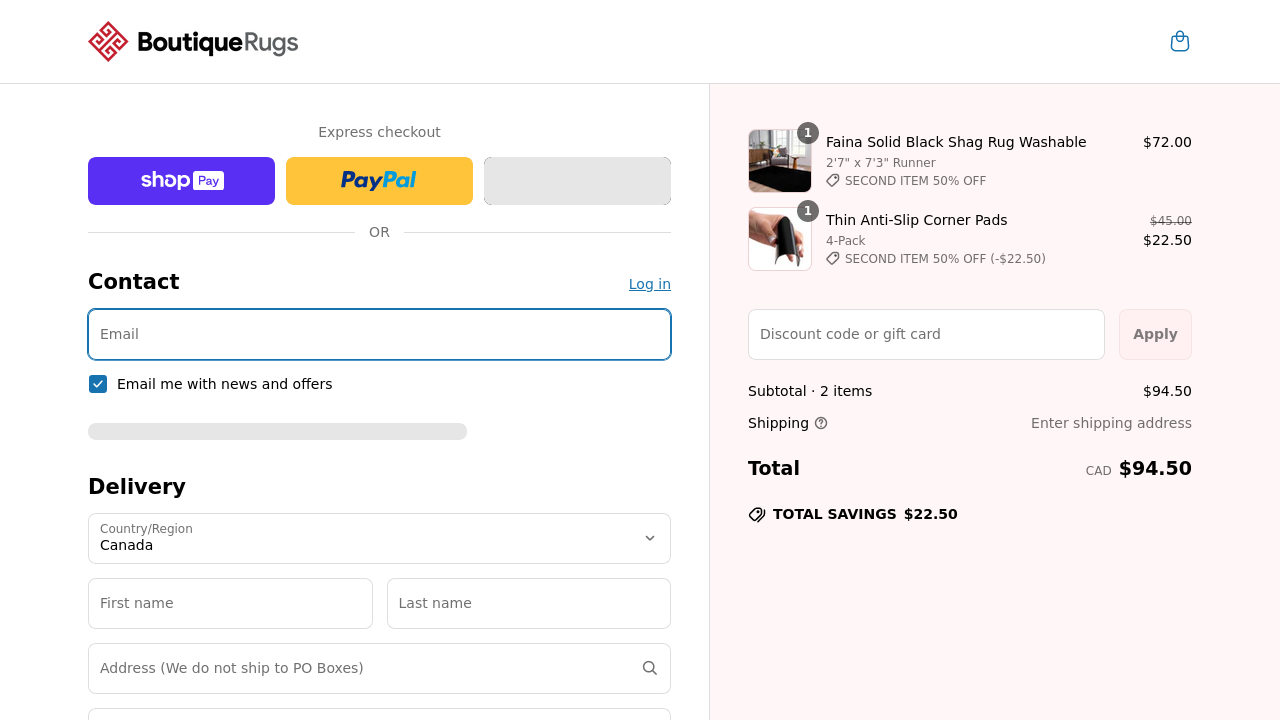 BoutiqueRugs
Express checkout
shop Pay
PayPal
OR
Contact
Log in
Email
Email me with news and offers
Delivery
Country/Region
Canada
First name
Last name
Address (We do not ship to PO Boxes)
1
Faina Solid Black Shag Rug Washable
$72.00
2'7" x 7'3" Runner
SECOND ITEM 50% OFF
1
Thin Anti-Slip Corner Pads
$45.00
4-Pack
$22.50
SECOND ITEM 50% OFF (-$22.50)
Discount code or gift card
Apply
Subtotal · 2 items
$94.50
Shipping
Enter shipping address
Total
CAD $94.50
TOTAL SAVINGS $22.50